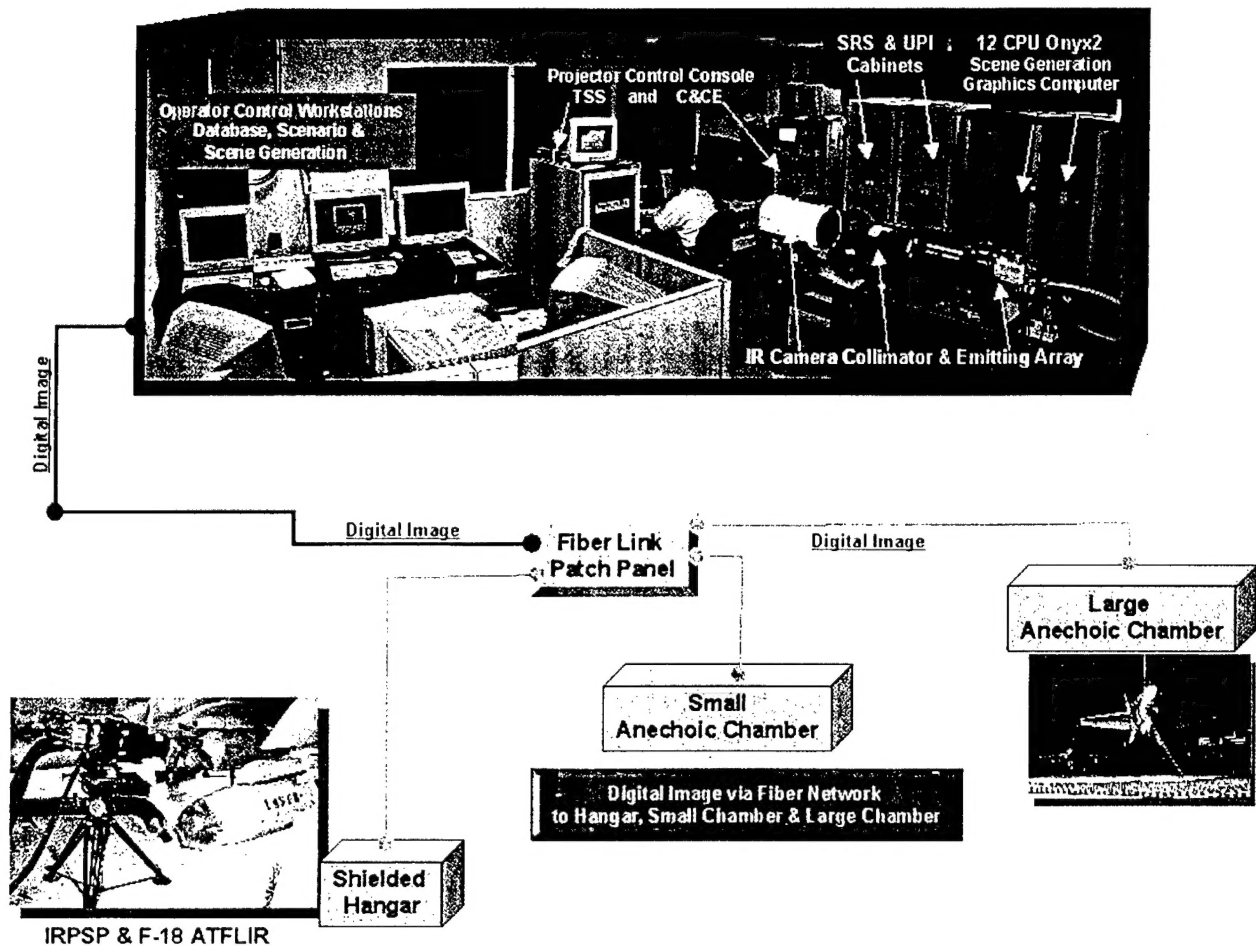 SRS & UPI : 12 CPU Onyx2
Cabinets Scene Generation
Graphics Computer
Projector Control Console
TSS and C&CE
Operator Control Workstations
Database, Scenario &
Scene Generation
IR Camera Collimator & Emitting Array
Digital Image
Digital Image
Fiber Link
Patch Panel
Digital Image
Large
Anechoic Chamber
Small
Anechoic Chamber
Digital Image via Fiber Network
to Hangar, Small Chamber & Large Chamber
Shielded
Hangar
IRPSP & F-18 ATFLIR